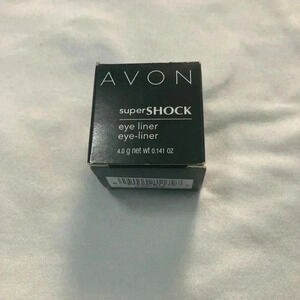 AVON
superSHOCK
eye liner
eye-liner
4.0 g net wt 0.141 OZ